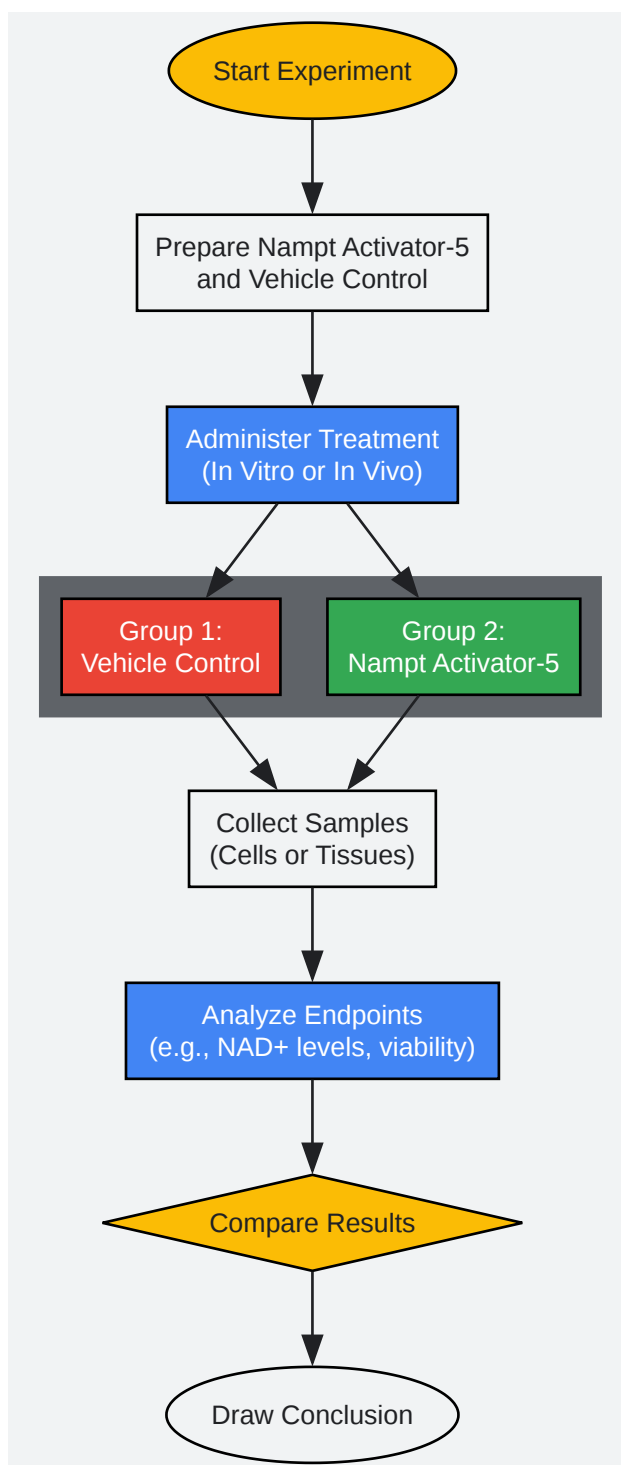 Start Experiment
Prepare Nampt Activator-5
and Vehicle Control
Administer Treatment
(In Vitro or In Vivo)
Group 1:
Vehicle Control
Group 2:
Nampt Activator-5
Collect Samples
(Cells or Tissues)
Analyze Endpoints
(e.g., NAD+ levels, viability)
Compare Results
Draw Conclusion